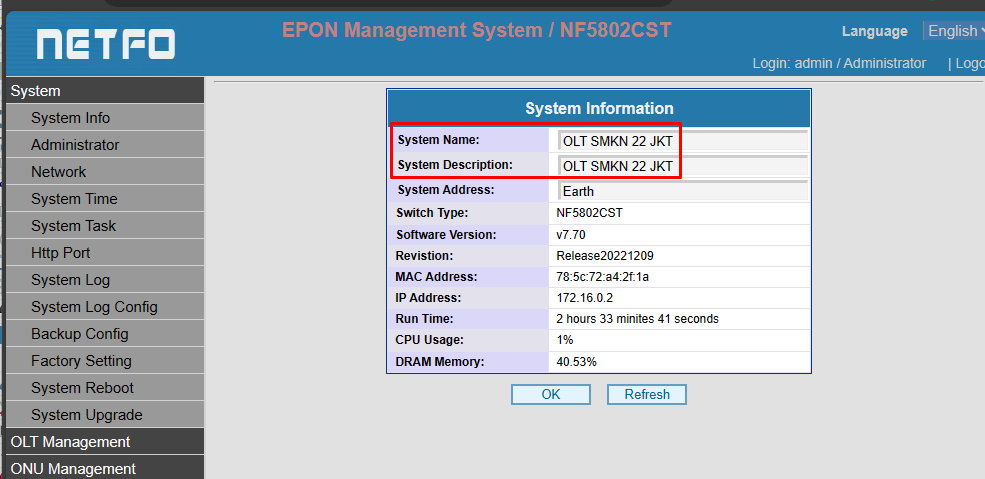 NETFO
EPON Management System / NF5802CST
Language English
Login: admin / Administrator |
System
System Info
Administrator
Network
System Time
System Task
Http Port
System Log
System Log Config
Backup Config
Factory Setting
System Reboot
System Upgrade
OLT Management
ONU Management
System Information
System Name: OLT SMKN 22 JKT
System Description: OLT SMKN 22 JKT
System Address: Earth
Switch Type: NF5802CST
Software Version: v7.70
Revistion: Release20221209
MAC Address: 78:5c:72:a4:2f:1a
IP Address: 172.16.0.2
Run Time: 2 hours 33 minites 41 seconds
CPU Usage: 1%
DRAM Memory: 40.53%
OK Refresh